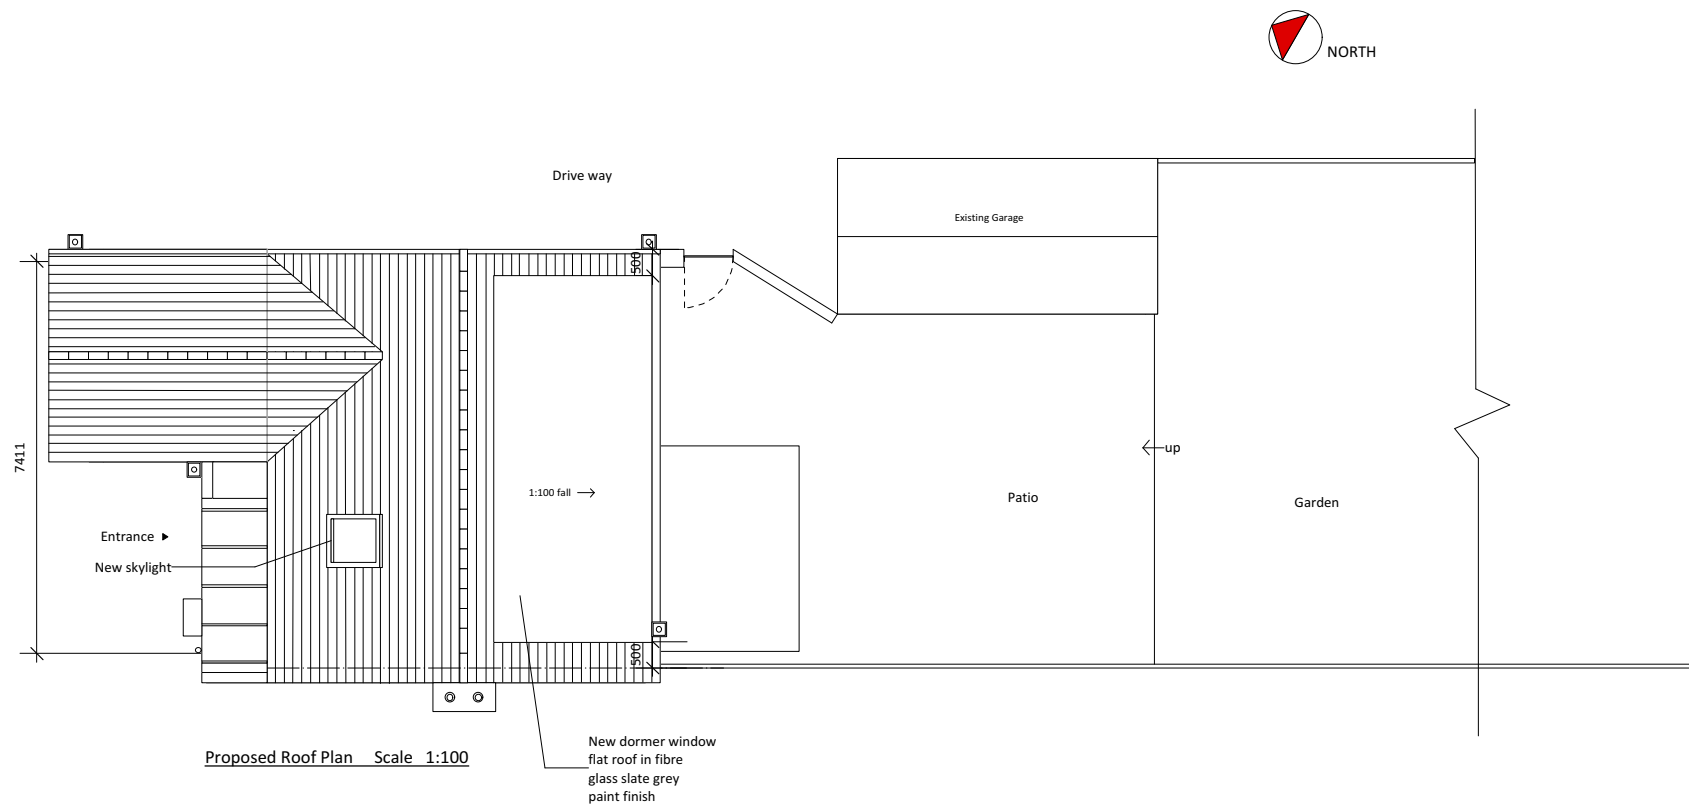 NORTH
Drive way
Existing Garage
500
7411
up
1:100 fall
Patio
Garden
Entrance
New skylight
500
New dormer window
flat roof in fibre
glass slate grey
paint finish
Proposed Roof Plan Scale 1:100